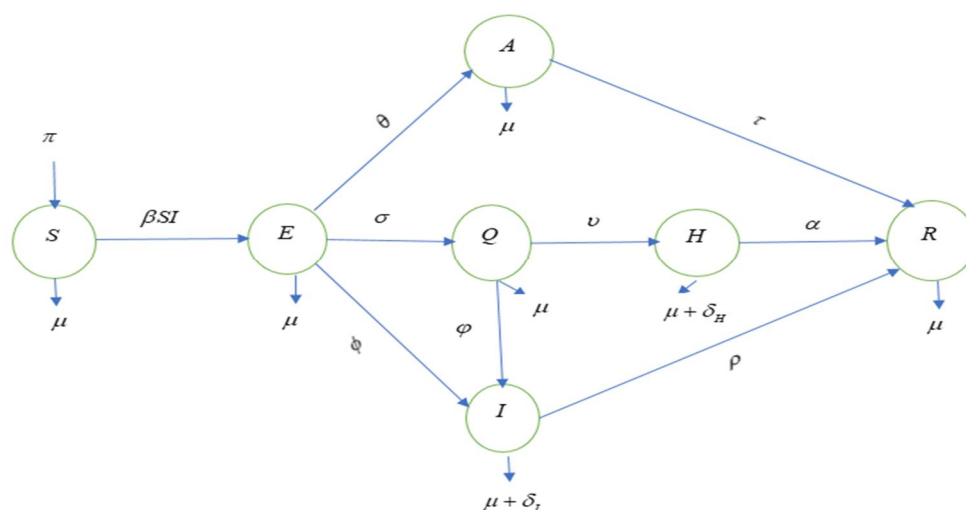 A
θ
τ
μ
π
S
βSI
E
σ
Q
υ
H
α
R
μ
μ
μ
μ + δ_H
μ
ϕ
φ
ρ
I
μ + δ_I